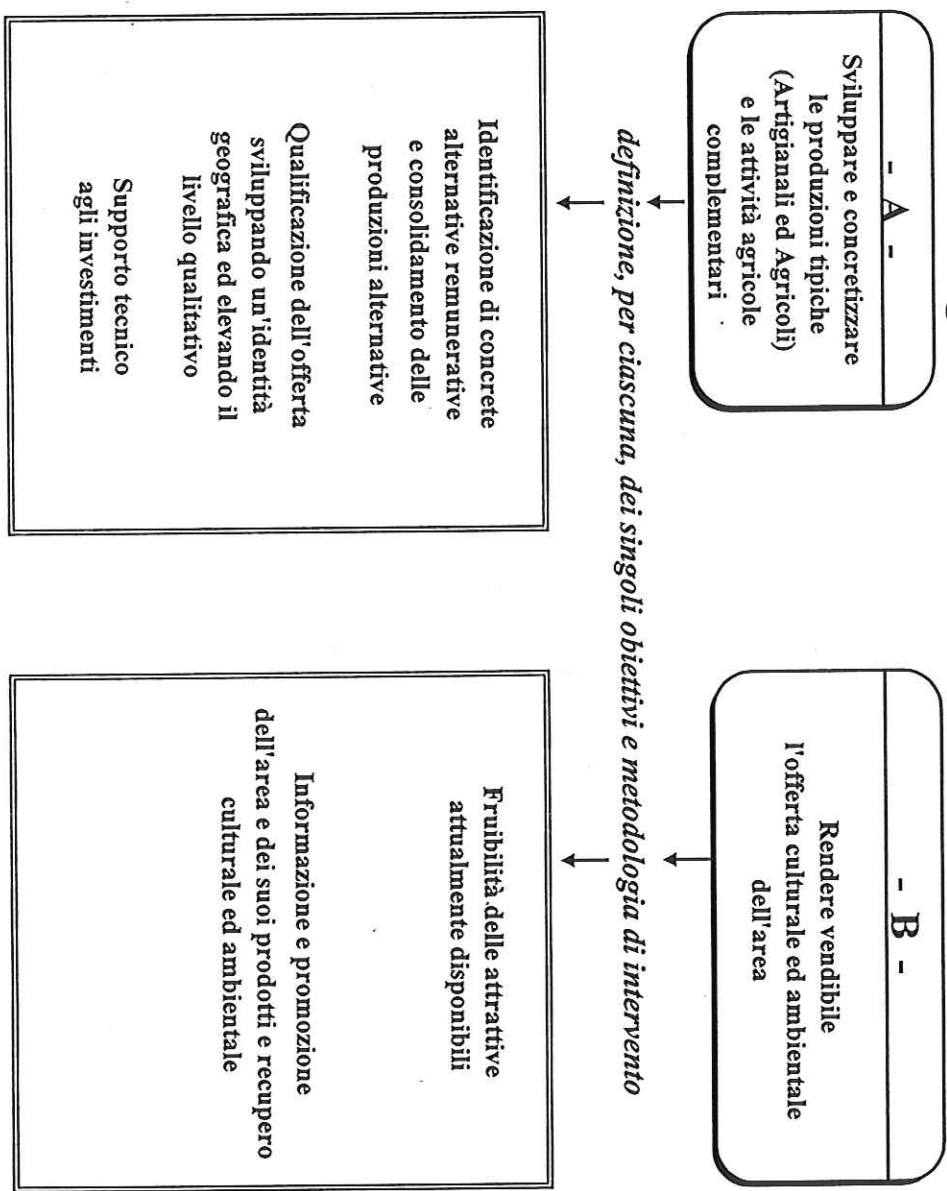 - A -
Sviluppare e concretizzare
le produzioni tipiche
(Artigianali ed Agricoli)
e le attività agricole
complementari
- B -
Rendere vendibile
l'offerta culturale ed ambientale
dell'area
definizione, per ciascuna, dei singoli obiettivi e metodologia di intervento
Identificazione di concrete
alternative remunerative
e consolidamento delle
produzioni alternative
Qualificazione dell'offerta
sviluppando un'identità
geografica ed elevando il
livello qualitativo
Supporto tecnico
agli investimenti
Fruibilità delle attrattive
attualmente disponibili
Informazione e promozione
dell'area e dei suoi prodotti e recupero
culturale ed ambientale